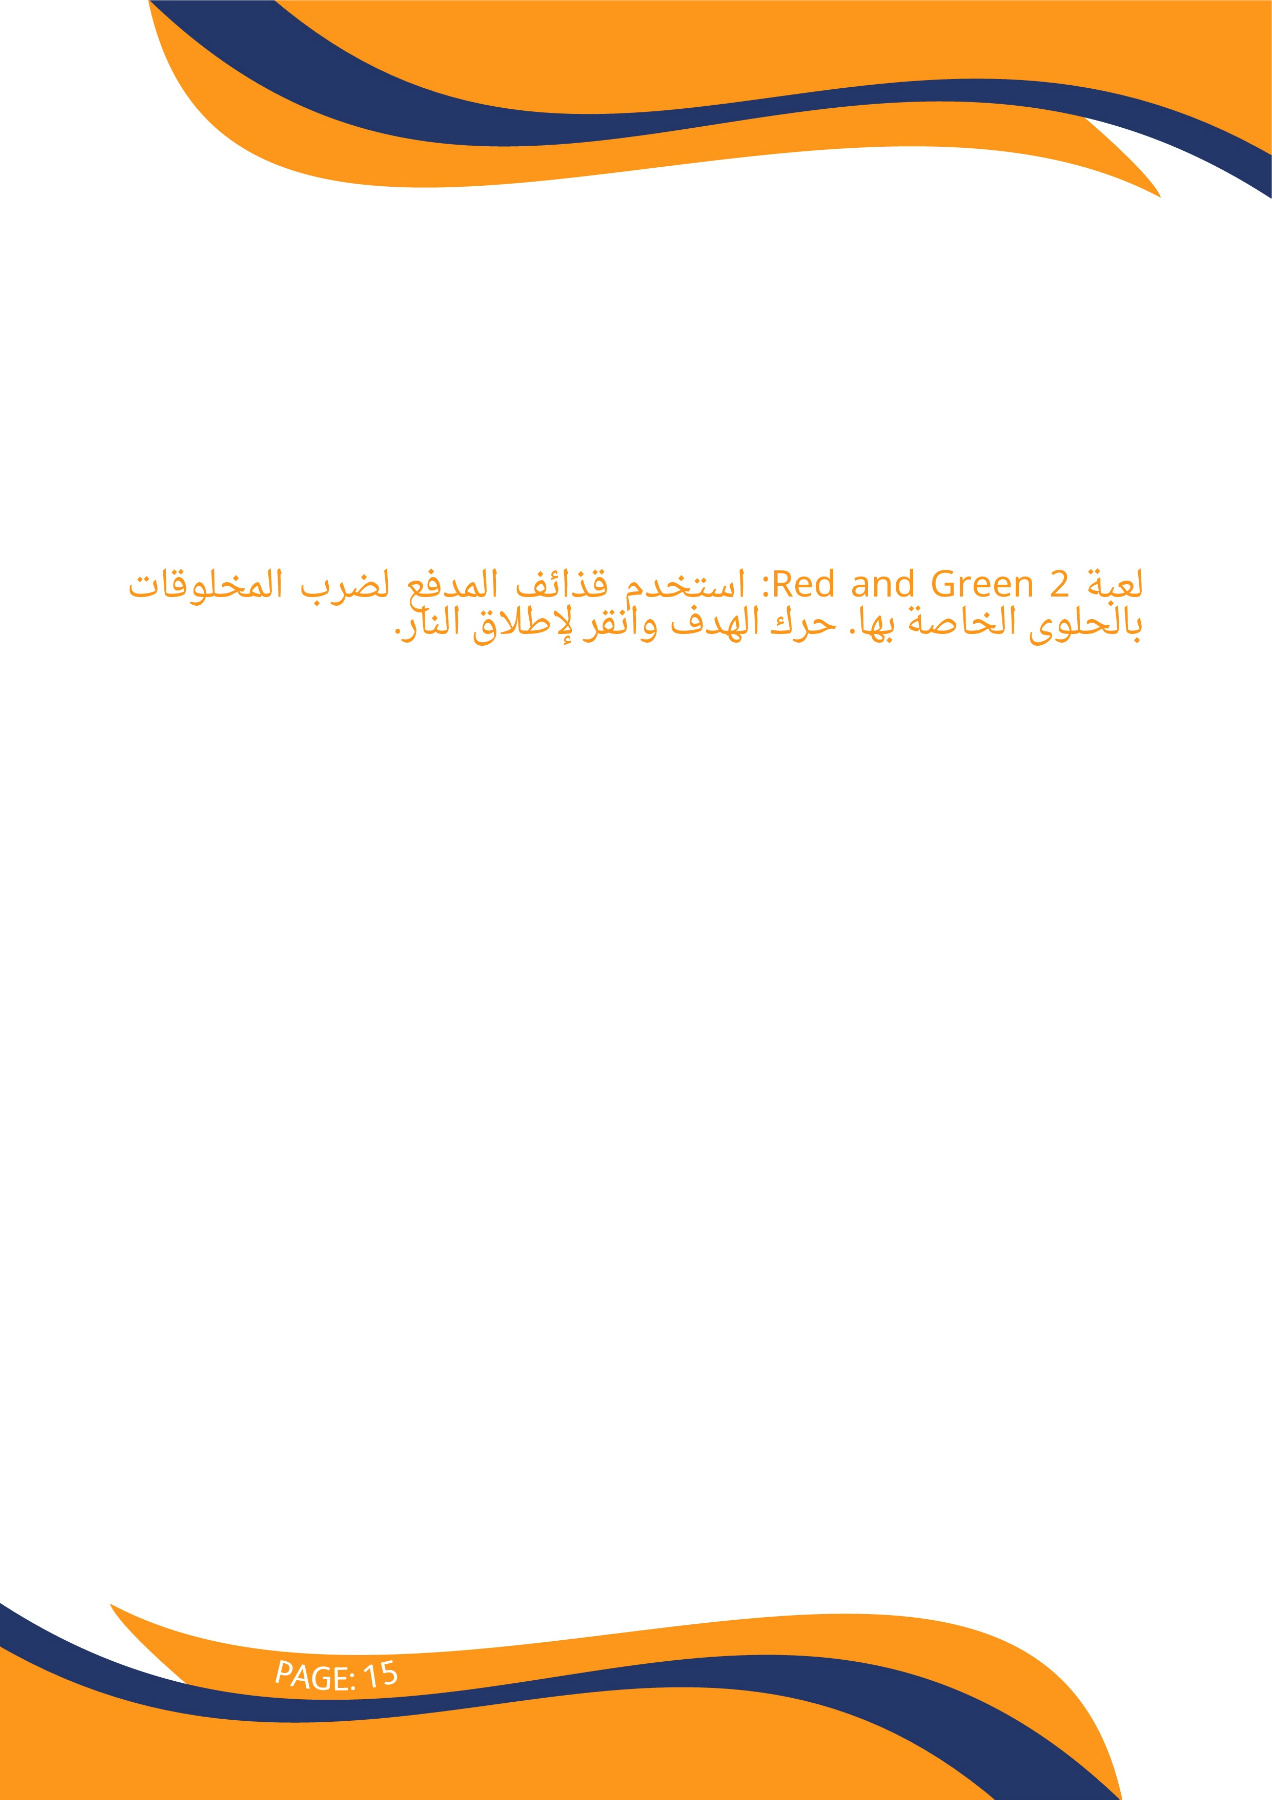 لعبة Red and Green 2: استخدم قذائف المدفع لضرب المخلوقات
بالحلوى الخاصة بها. حرك الهدف وانقر لإطلاق النار.
PAGE: 15